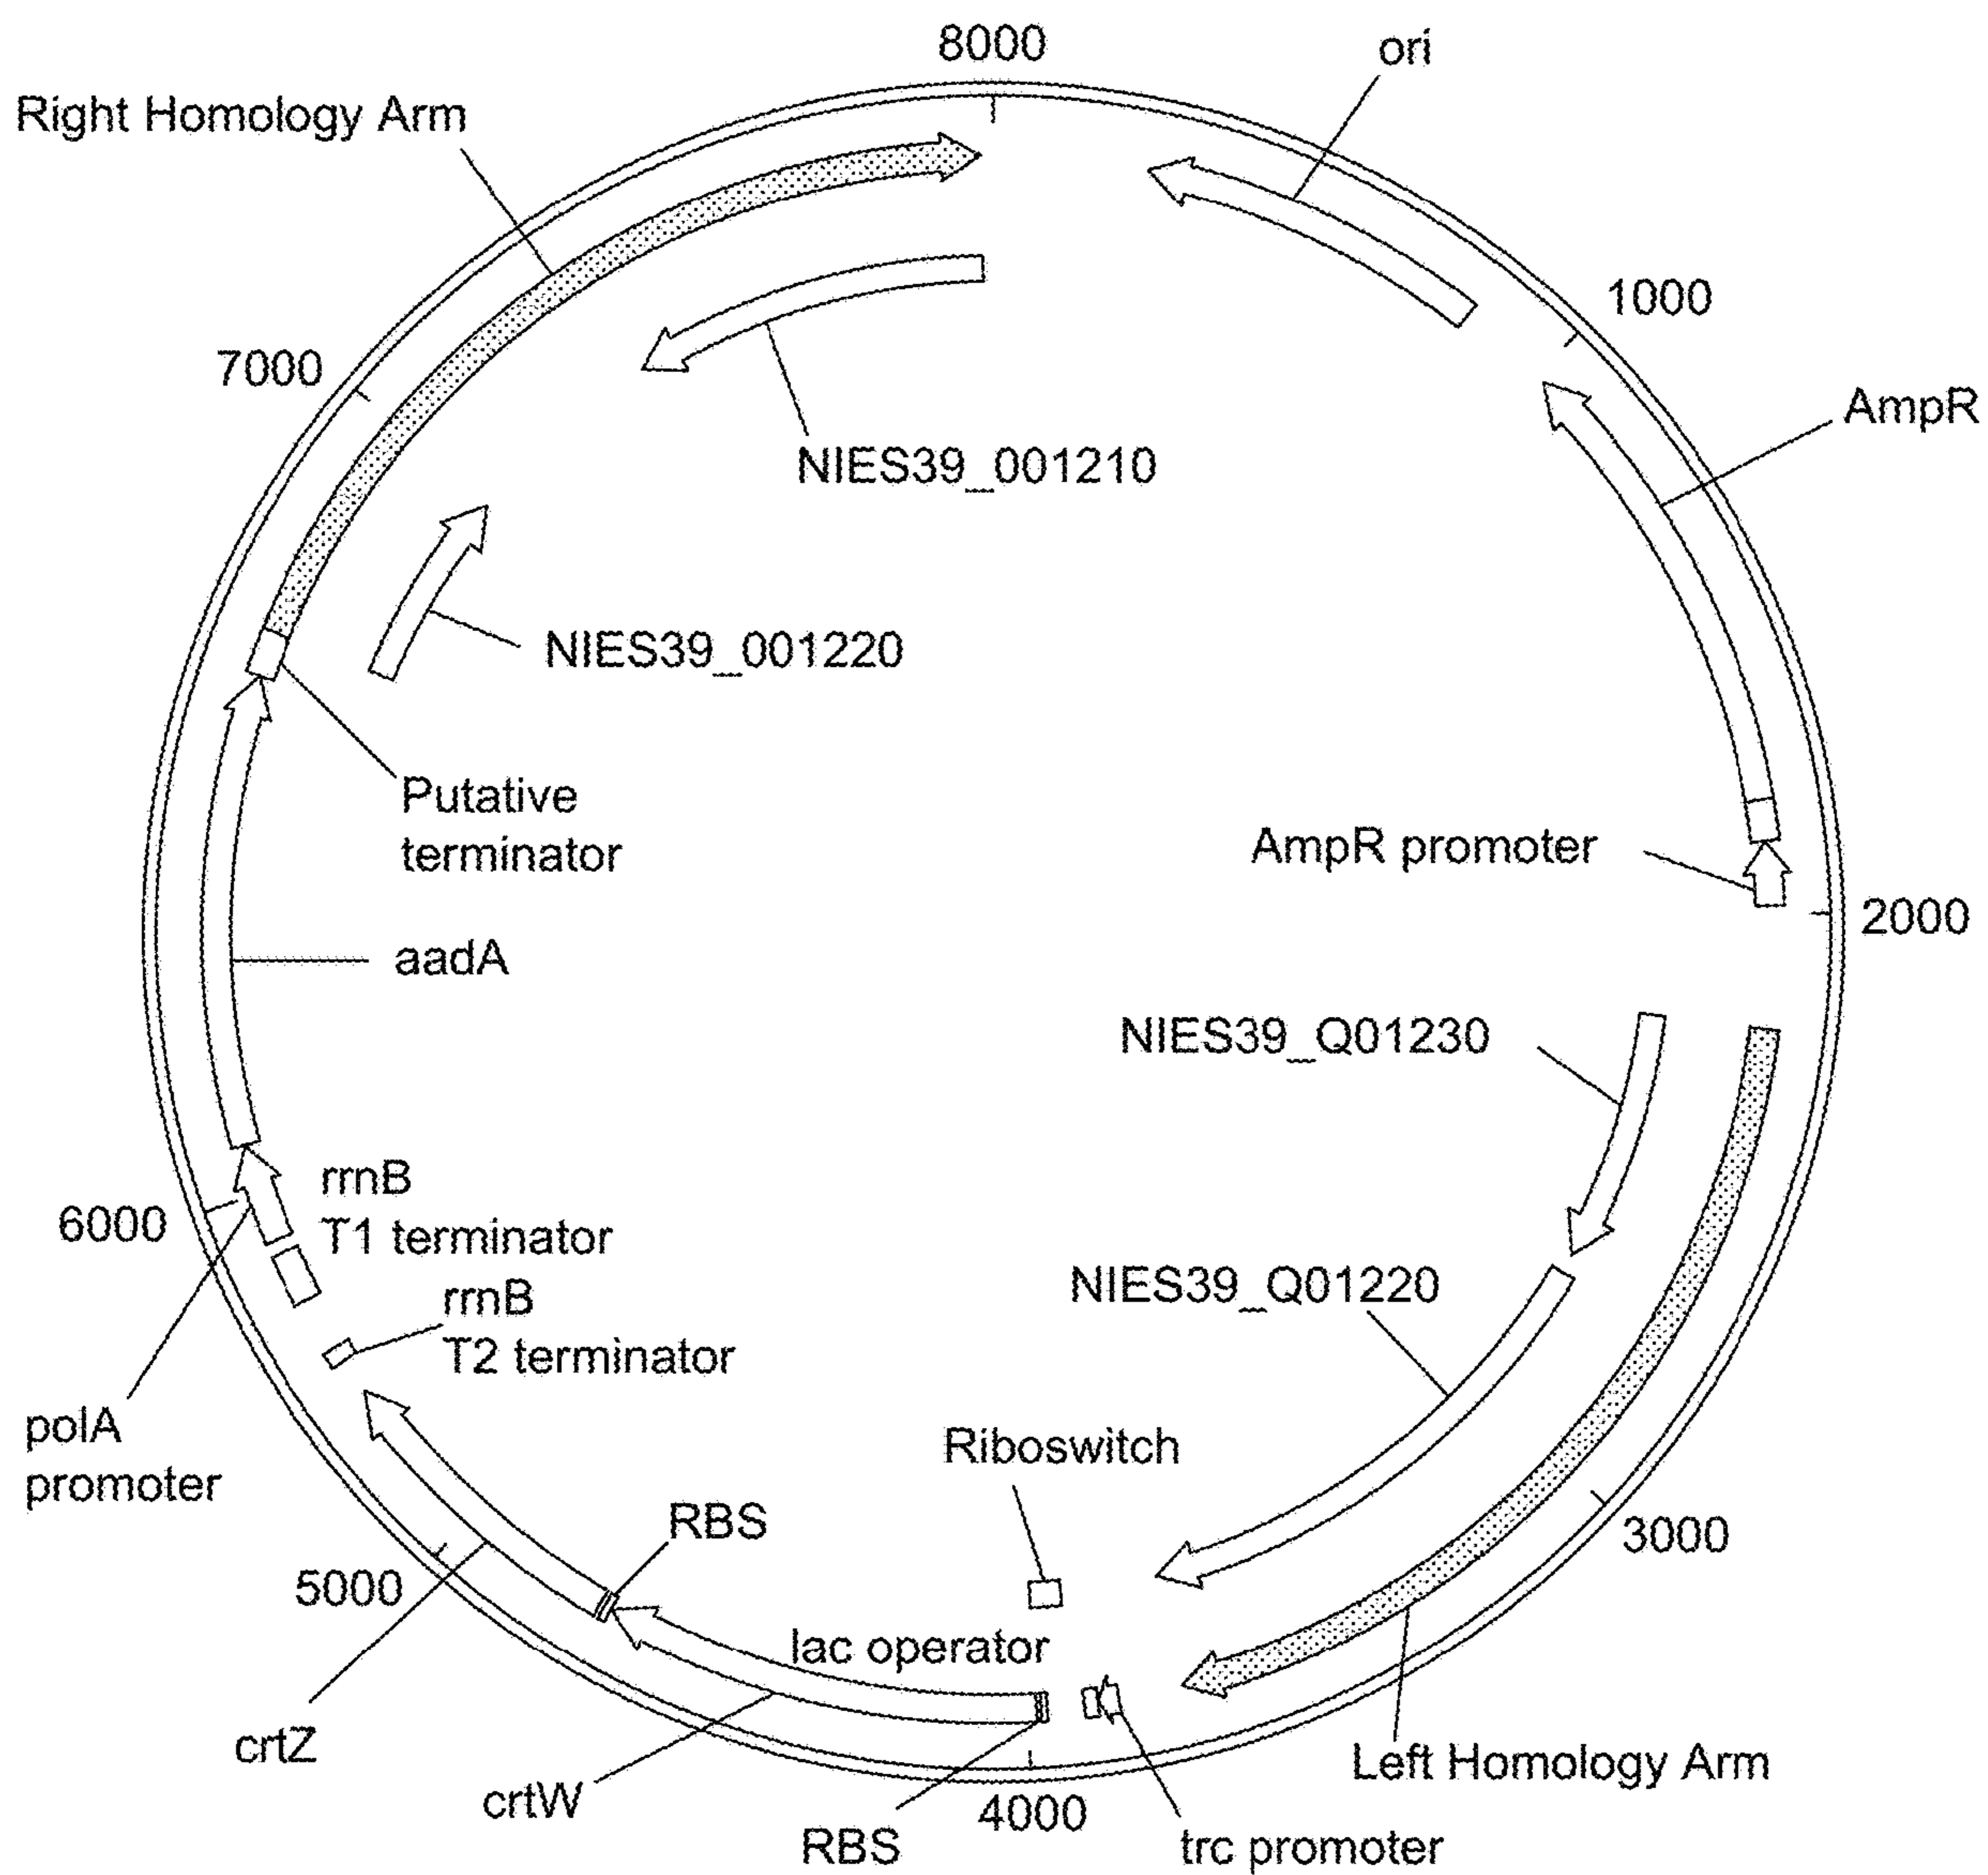 8000
ori
Right Homology Arm
1000
7000
AmpR
NIES39_001210
NIES39_001220
Putative
terminator
AmpR promoter
2000
aadA
NIES39_Q01230
rrnB
T1 terminator
6000
NIES39_Q01220
rrnB
T2 terminator
polA
promoter
Riboswitch
RBS
3000
5000
lac operator
crtZ
Left Homology Arm
crtW
4000
RBS
trc promoter